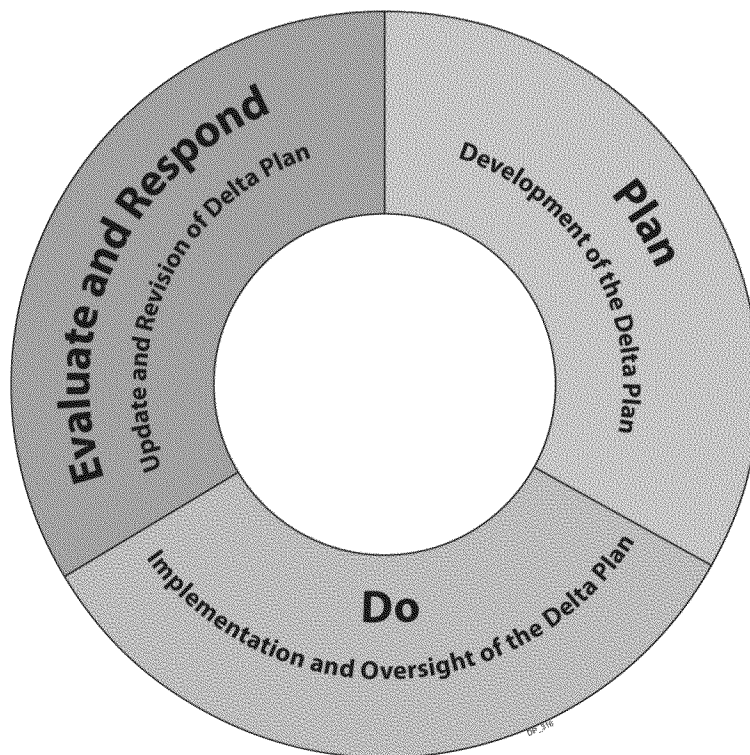 Plan
Development of the Delta Plan
Do
Implementation and Oversight of the Delta Plan
Evaluate and Respond
Update and Revision of Delta Plan
DP_316